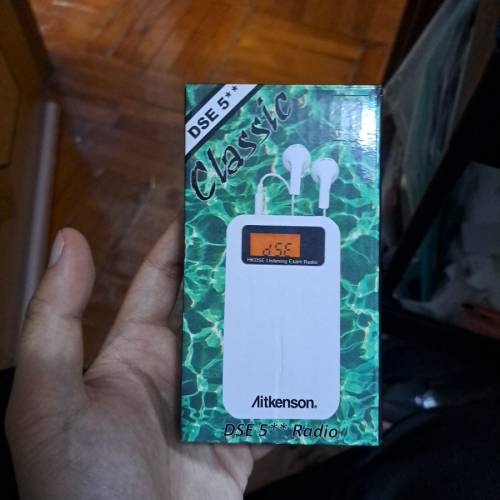 DSE 5**
Classic
dSE
HKDSE Listening Exam Radio
Aitkenson®
DSE 5** Radio